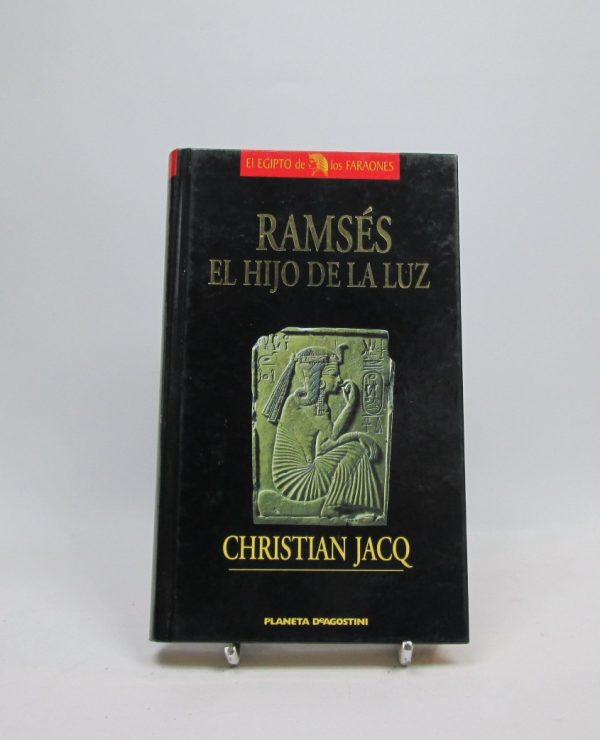 El EGIPTO de los FARAONES
RAMSÉS
EL HIJO DE LA LUZ
CHRISTIAN JACQ
PLANETA DeAGOSTINI